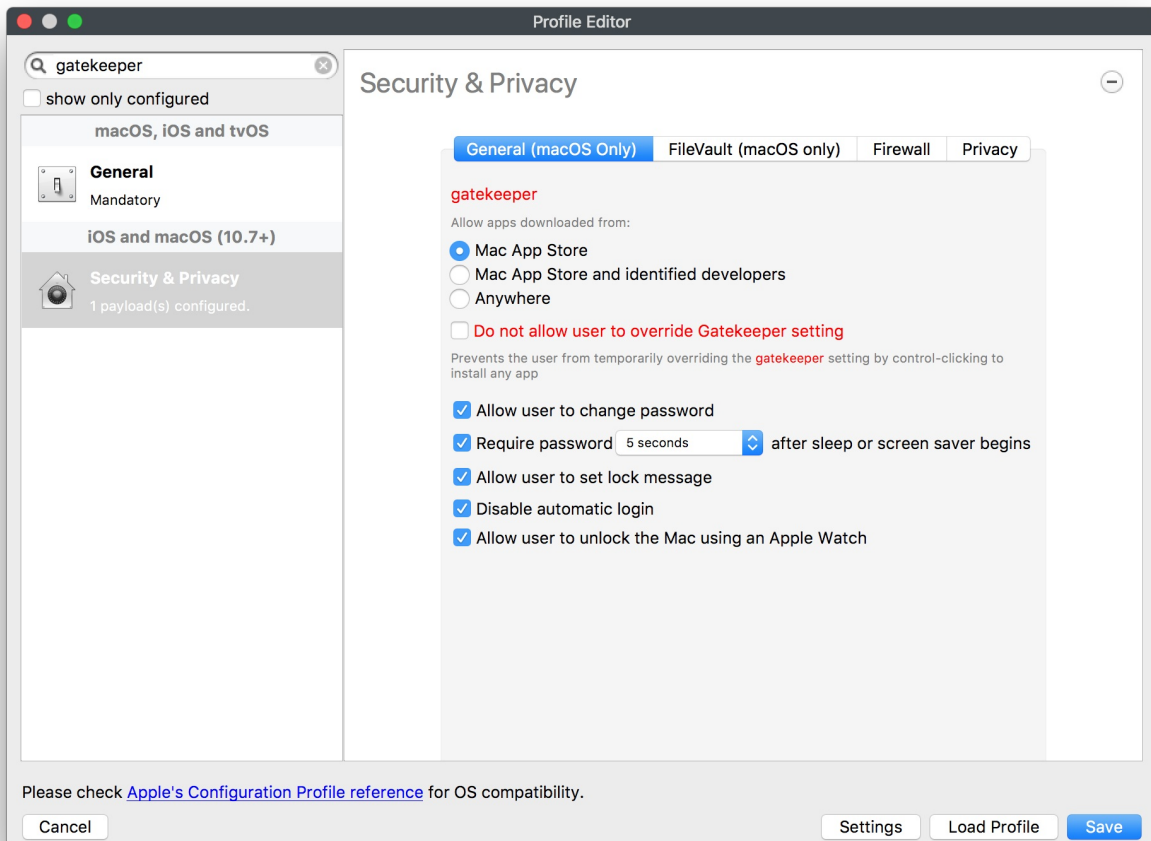 Profile Editor
gatekeeper
show only configured
macOS, iOS and tvOS
General
Mandatory
iOS and macOS (10.7+)
Security & Privacy
1 payload(s) configured.
Security & Privacy
General (macOS Only) FileVault (macOS only) Firewall Privacy
gatekeeper
Allow apps downloaded from:
Mac App Store
Mac App Store and identified developers
Anywhere
Do not allow user to override Gatekeeper setting
Prevents the user from temporarily overriding the gatekeeper setting by control-clicking to
install any app
Allow user to change password
Require password 5 seconds after sleep or screen saver begins
Allow user to set lock message
Disable automatic login
Allow user to unlock the Mac using an Apple Watch
Please check Apple's Configuration Profile reference for OS compatibility.
Cancel Settings Load Profile Save